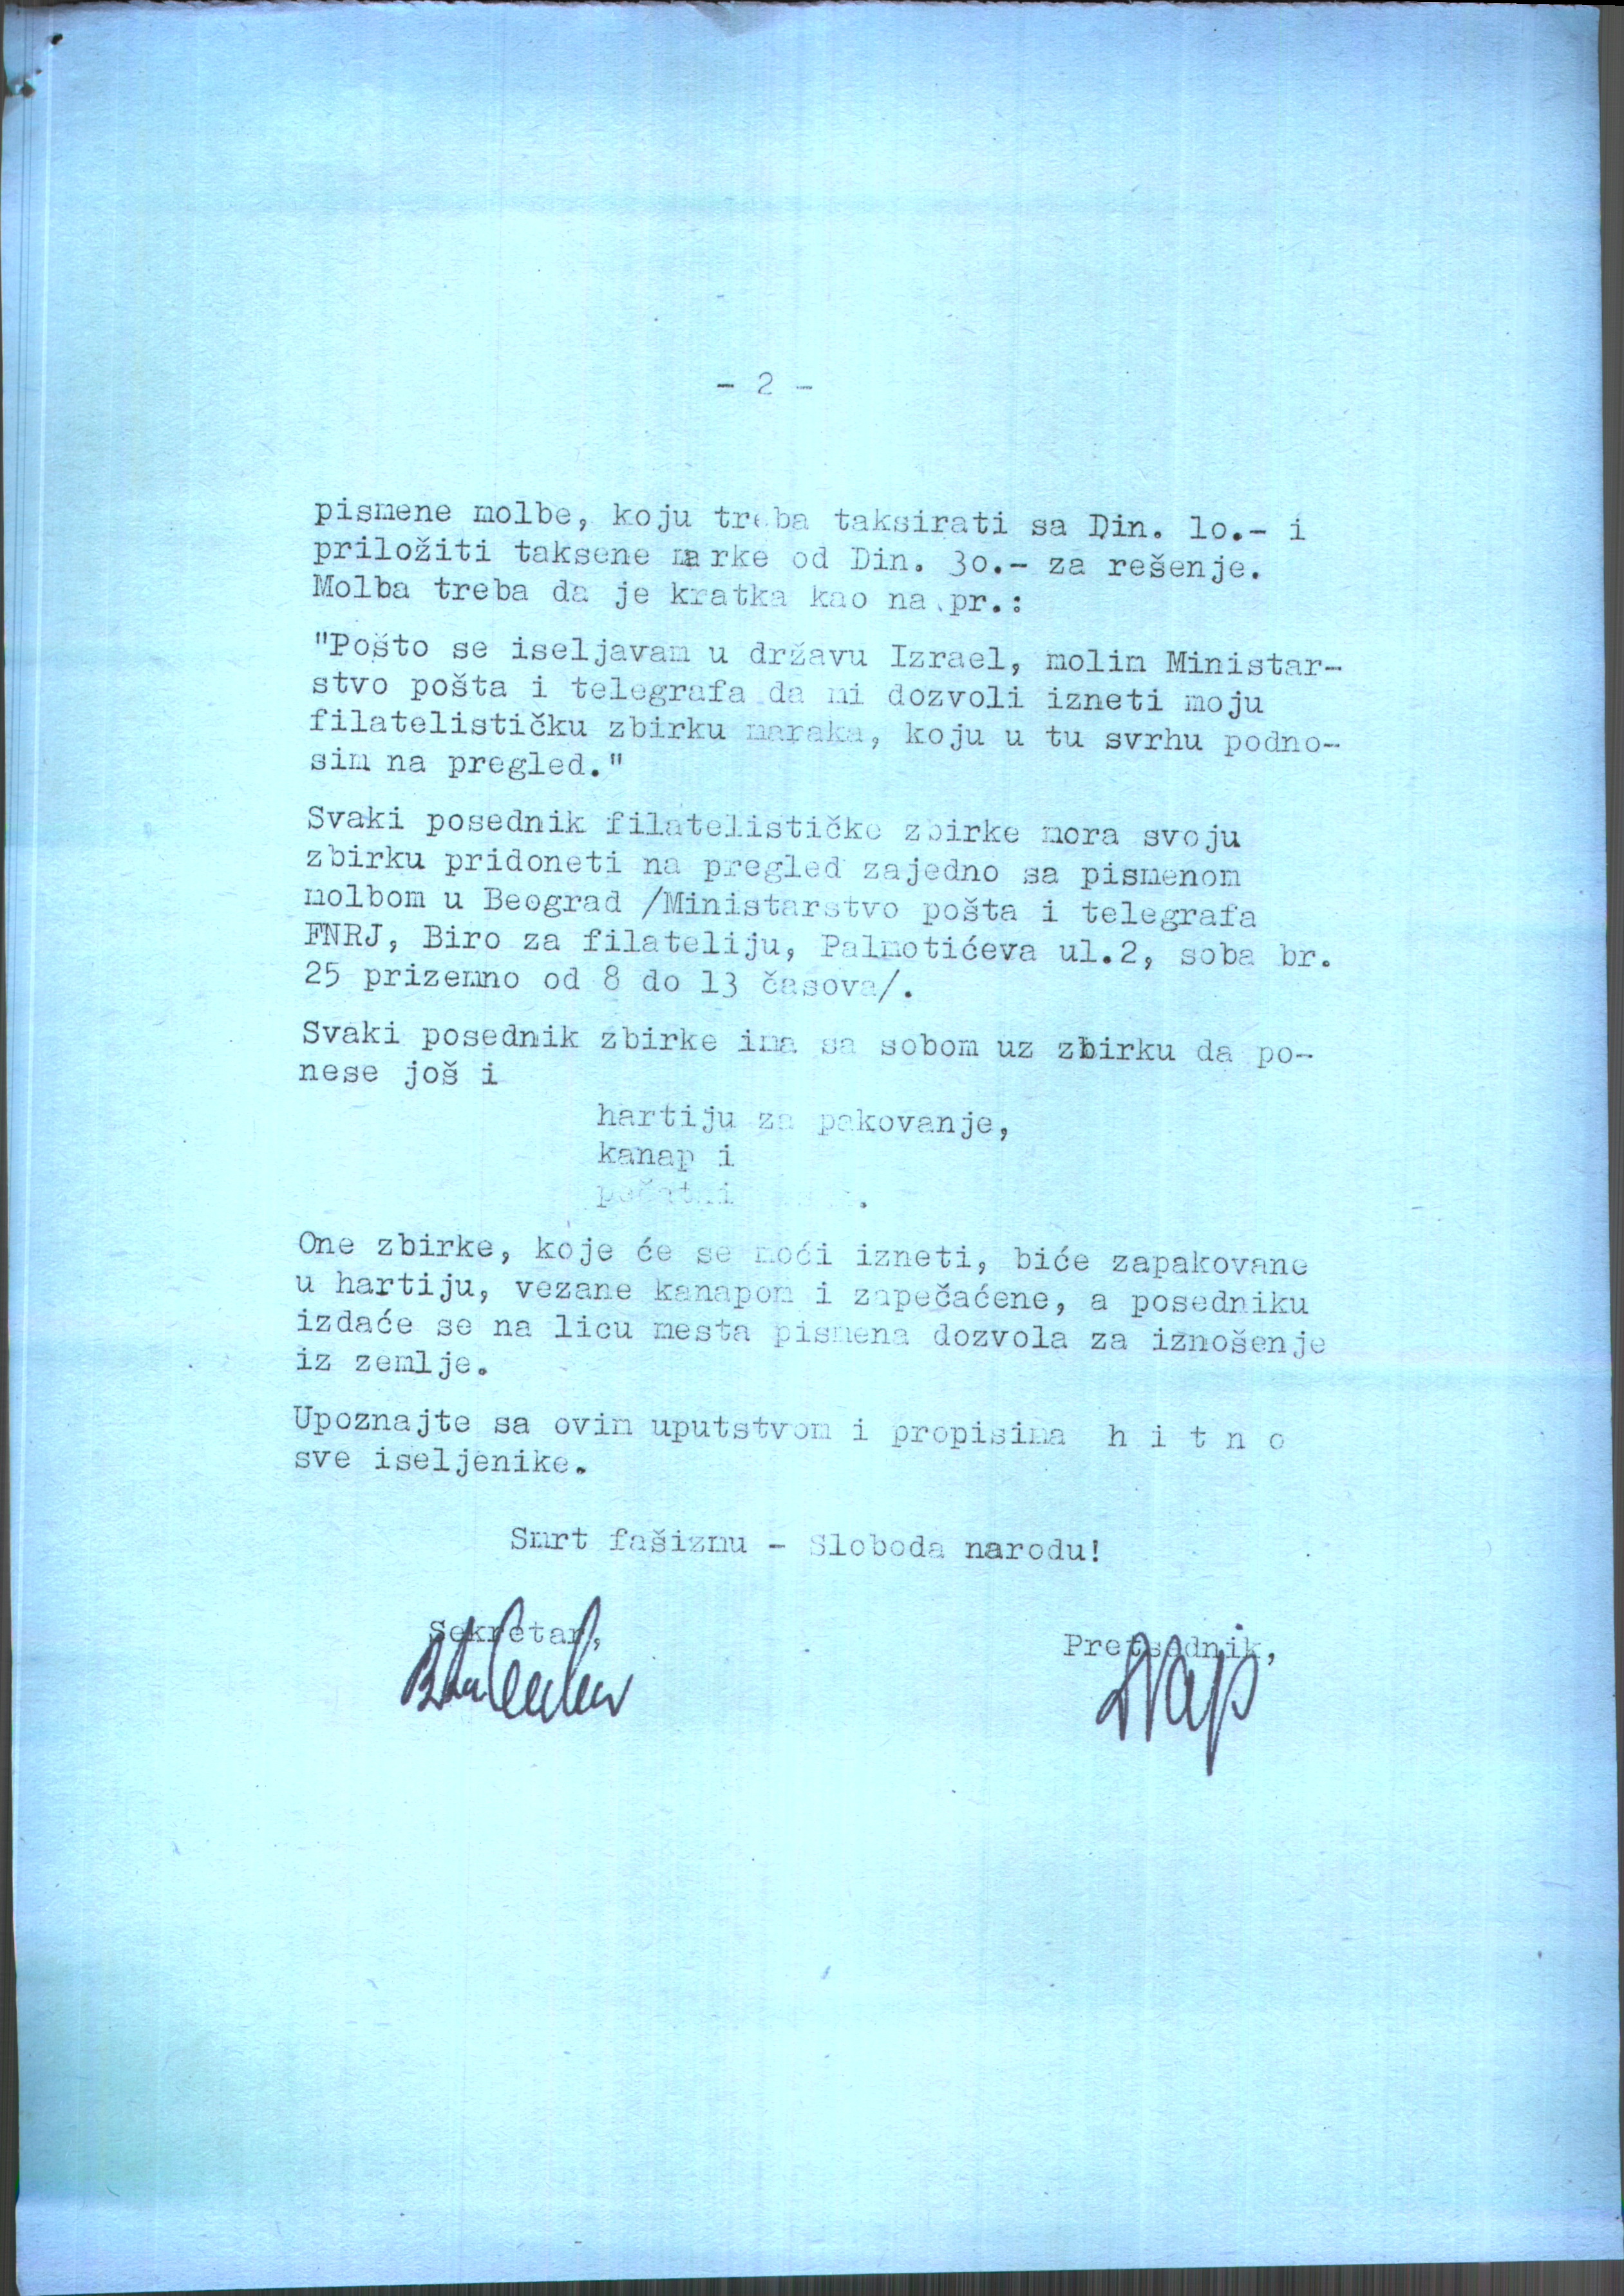 - 2 -
pismene molbe, koju treba taksirati sa Din. lo.- i
priložiti taksene marke od Din. 3o.- za rešenje.
Molba treba da je kratka kao na pr.:
"Pošto se iseljavam u državu Izrael, molim Ministar-
stvo pošta i telegrafa da mi dozvoli izneti moju
filatelističku zbirku maraka, koju u tu svrhu podno-
sim na pregled."
Svaki posednik filatelističke zbirke mora svoju
zbirku pridoneti na pregled zajedno sa pismenom
molbom u Beograd /Ministarstvo pošta i telegrafa
FNRJ, Biro za filateliju, Palmotićeva ul.2, soba br.
25 prizemno od 8 do 13 časova/.
Svaki posednik zbirke ima sa sobom uz zbirku da po-
nese još i
hartiju za pakovanje,
kanap i
pečatni
One zbirke, koje će se moći izneti, biće zapakovane
u hartiju, vezane kanapom i zapečaćene, a posedniku
izdaće se na licu mesta pismena dozvola za iznošenje
iz zemlje.
Upoznajte sa ovim uputstvom i propisima h i t n o
sve iseljenike.
Smrt fašizmu - Sloboda narodu!
Sekretar,
Pretsednik,